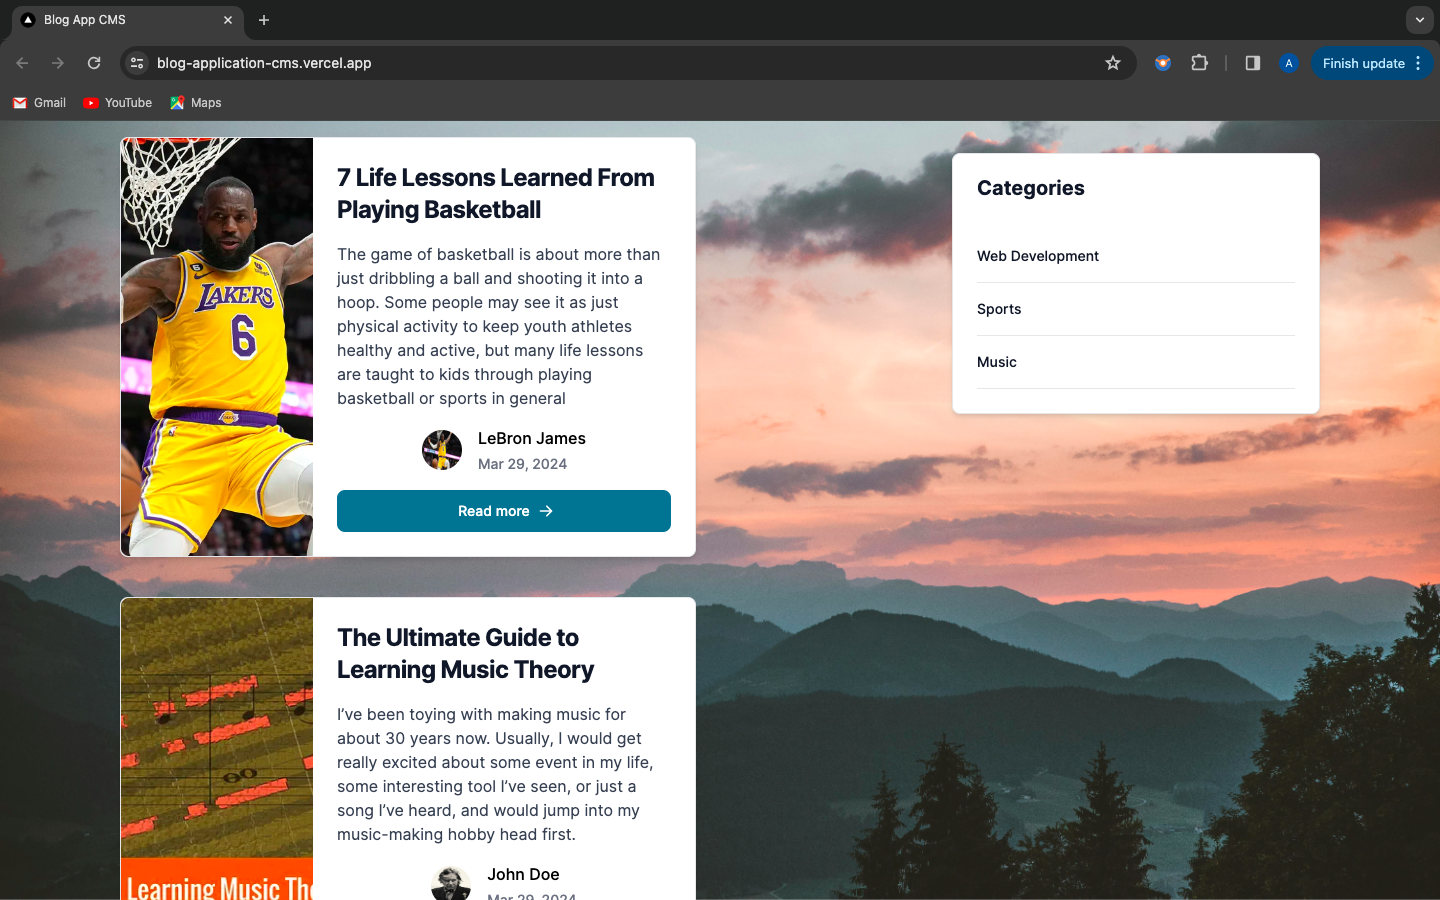 Blog App CMS
blog-application-cms.vercel.app
A
Finish update
Gmail
YouTube
Maps
LAKERS
6
7 Life Lessons Learned From
Playing Basketball
The game of basketball is about more than
just dribbling a ball and shooting it into a
hoop. Some people may see it as just
physical activity to keep youth athletes
healthy and active, but many life lessons
are taught to kids through playing
basketball or sports in general
LeBron James
Mar 29, 2024
Read more
Categories
Web Development
Sports
Music
The Ultimate Guide to
Learning Music Theory
I’ve been toying with making music for
about 30 years now. Usually, I would get
really excited about some event in my life,
some interesting tool I’ve seen, or just a
song I’ve heard, and would jump into my
music-making hobby head first.
John Doe
Mar 29, 2024
Learning Music The